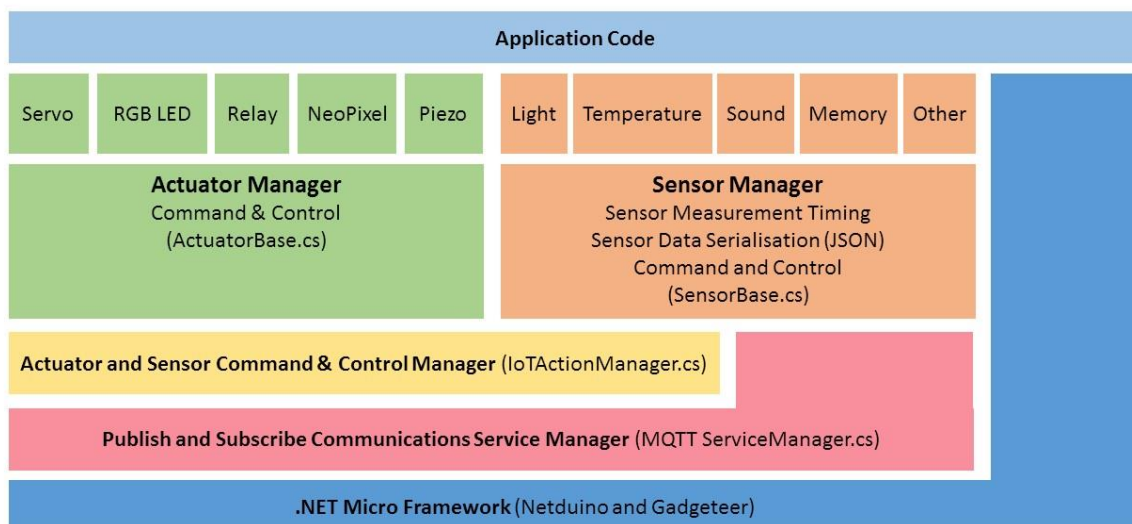 Application Code
Servo
RGB LED
Relay
NeoPixel
Piezo
Light
Temperature
Sound
Memory
Other
Actuator Manager
Command & Control
(ActuatorBase.cs)
Sensor Manager
Sensor Measurement Timing
Sensor Data Serialisation (JSON)
Command and Control
(SensorBase.cs)
Actuator and Sensor Command & Control Manager (IoTActionManager.cs)
Publish and Subscribe Communications Service Manager (MQTT ServiceManager.cs)
.NET Micro Framework (Netduino and Gadgeteer)